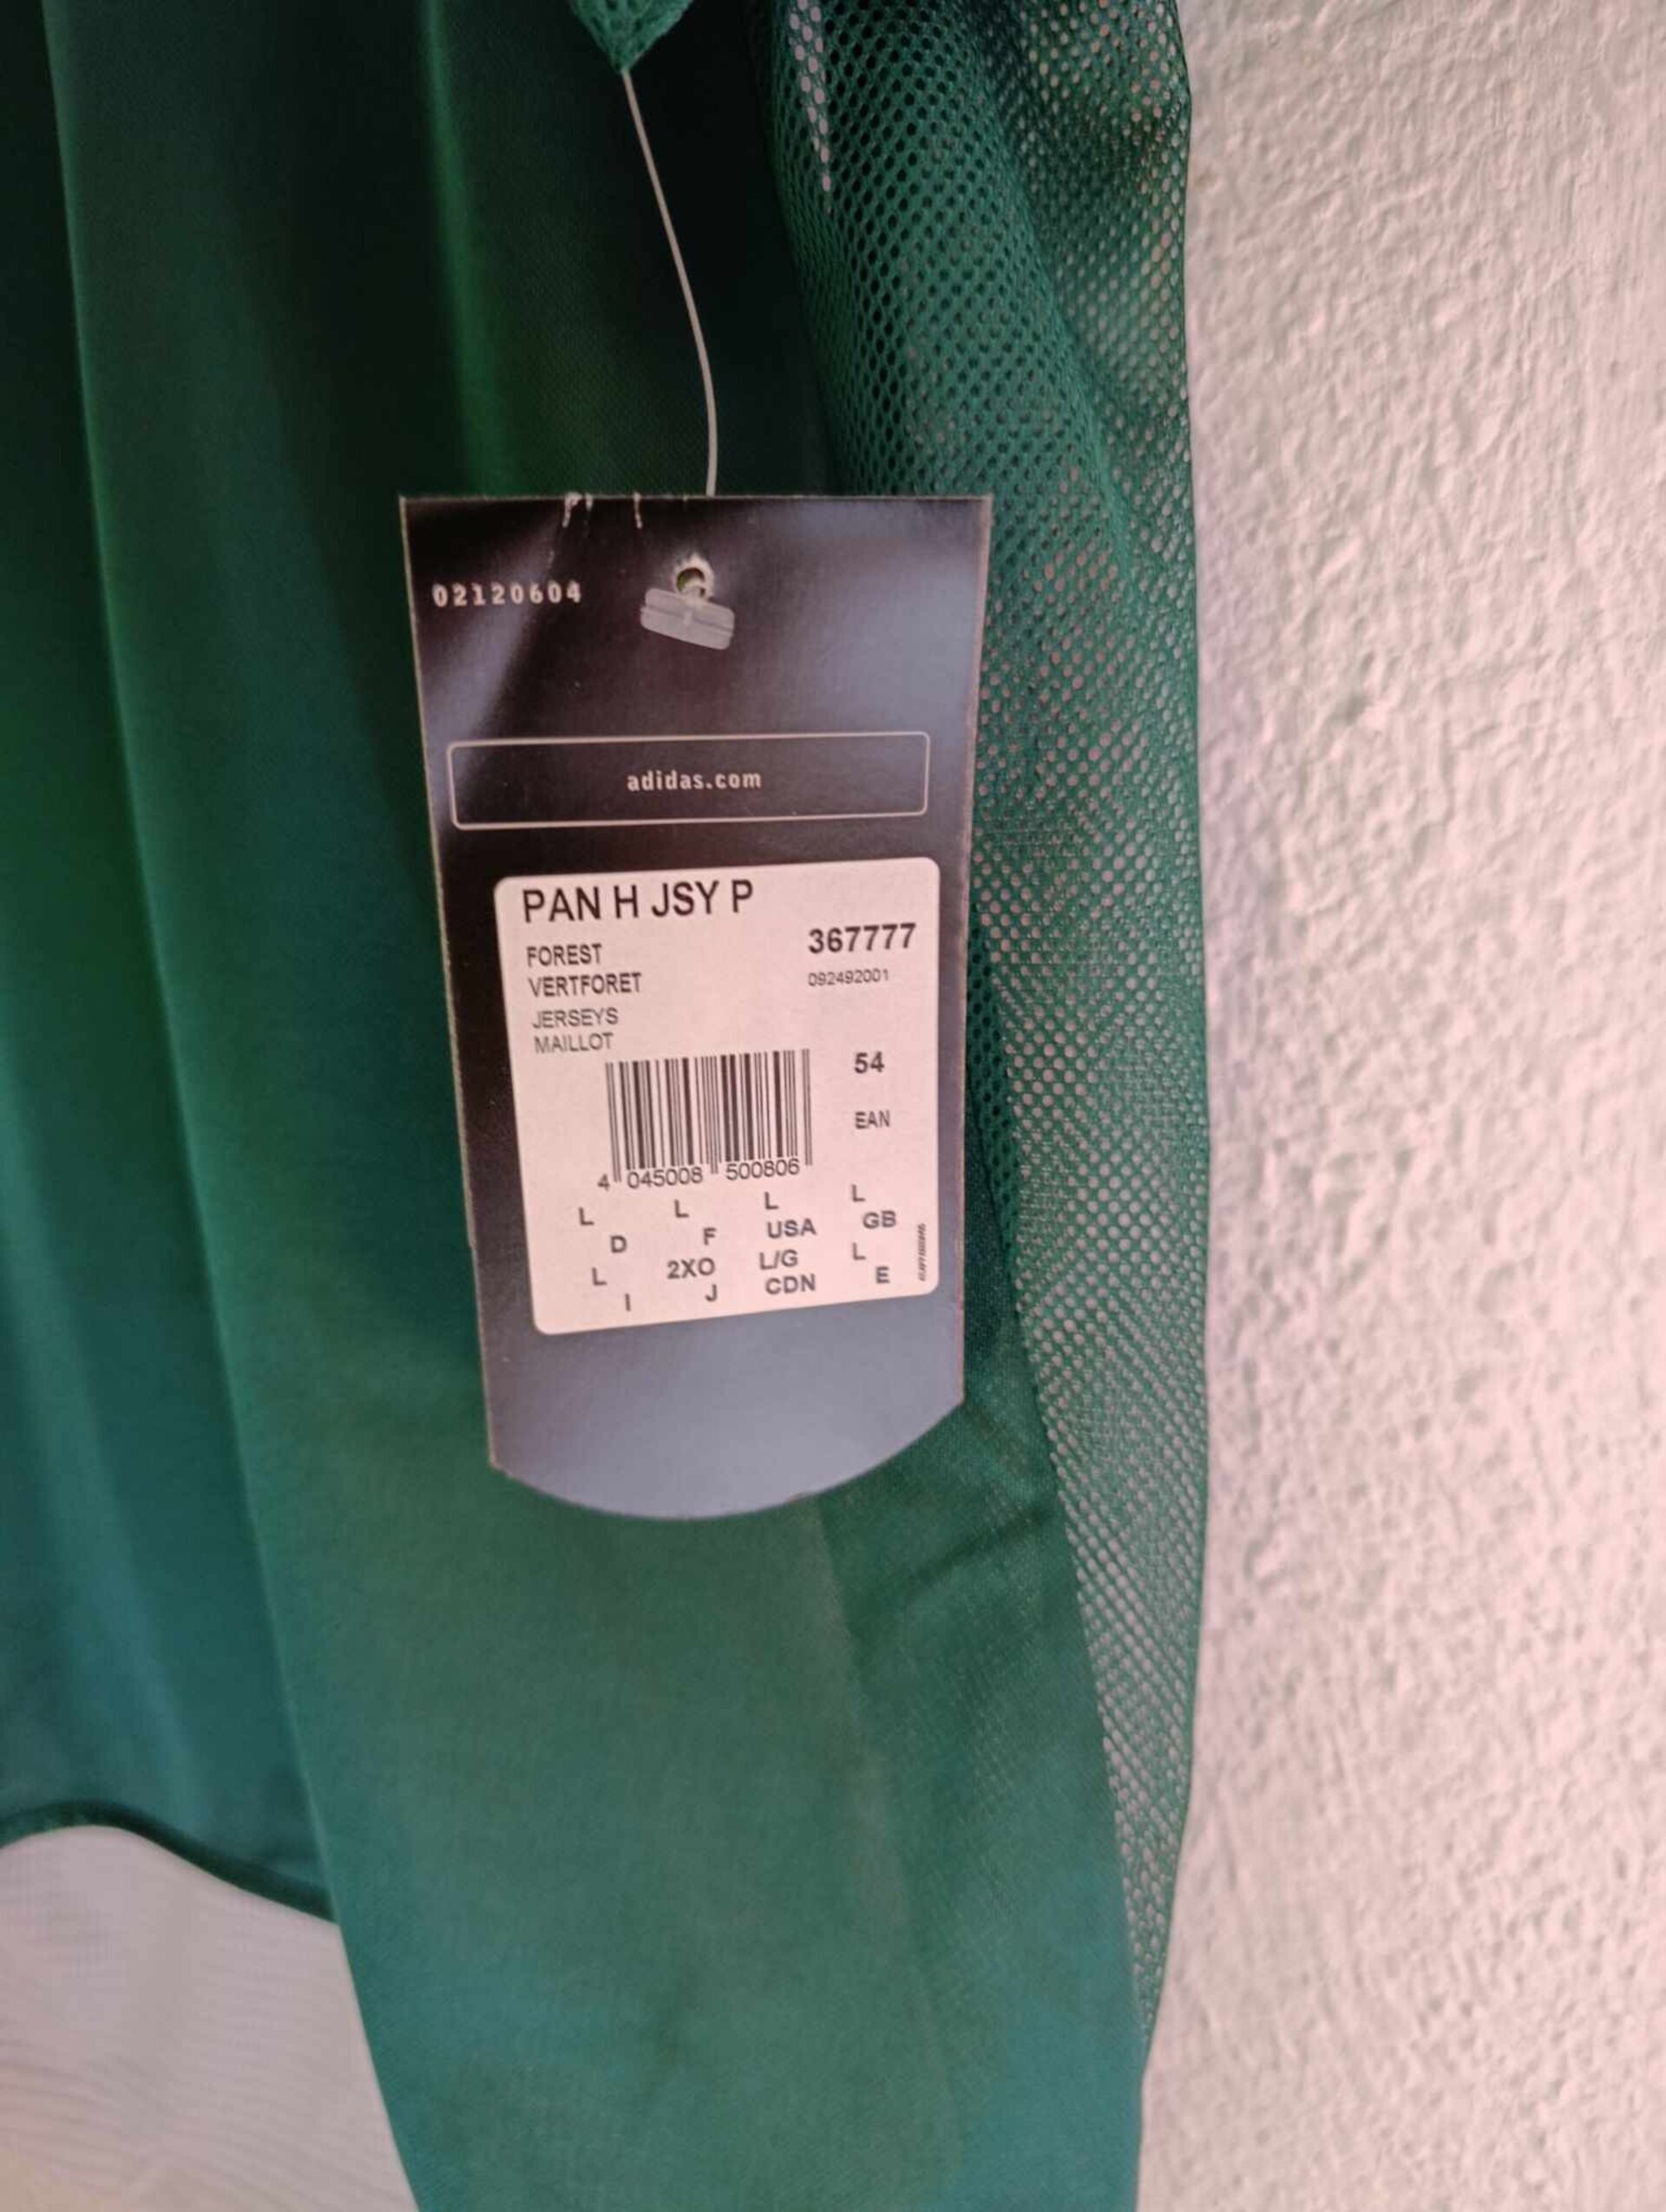 02120604
adidas.com
PAN H JSY P
FOREST 367777
VERTFORET 092492001
JERSEYS
MAILLOT
54
EAN
4 045008 500806
L L L L
D F USA GB
L 2XO L/G L
I J CDN E